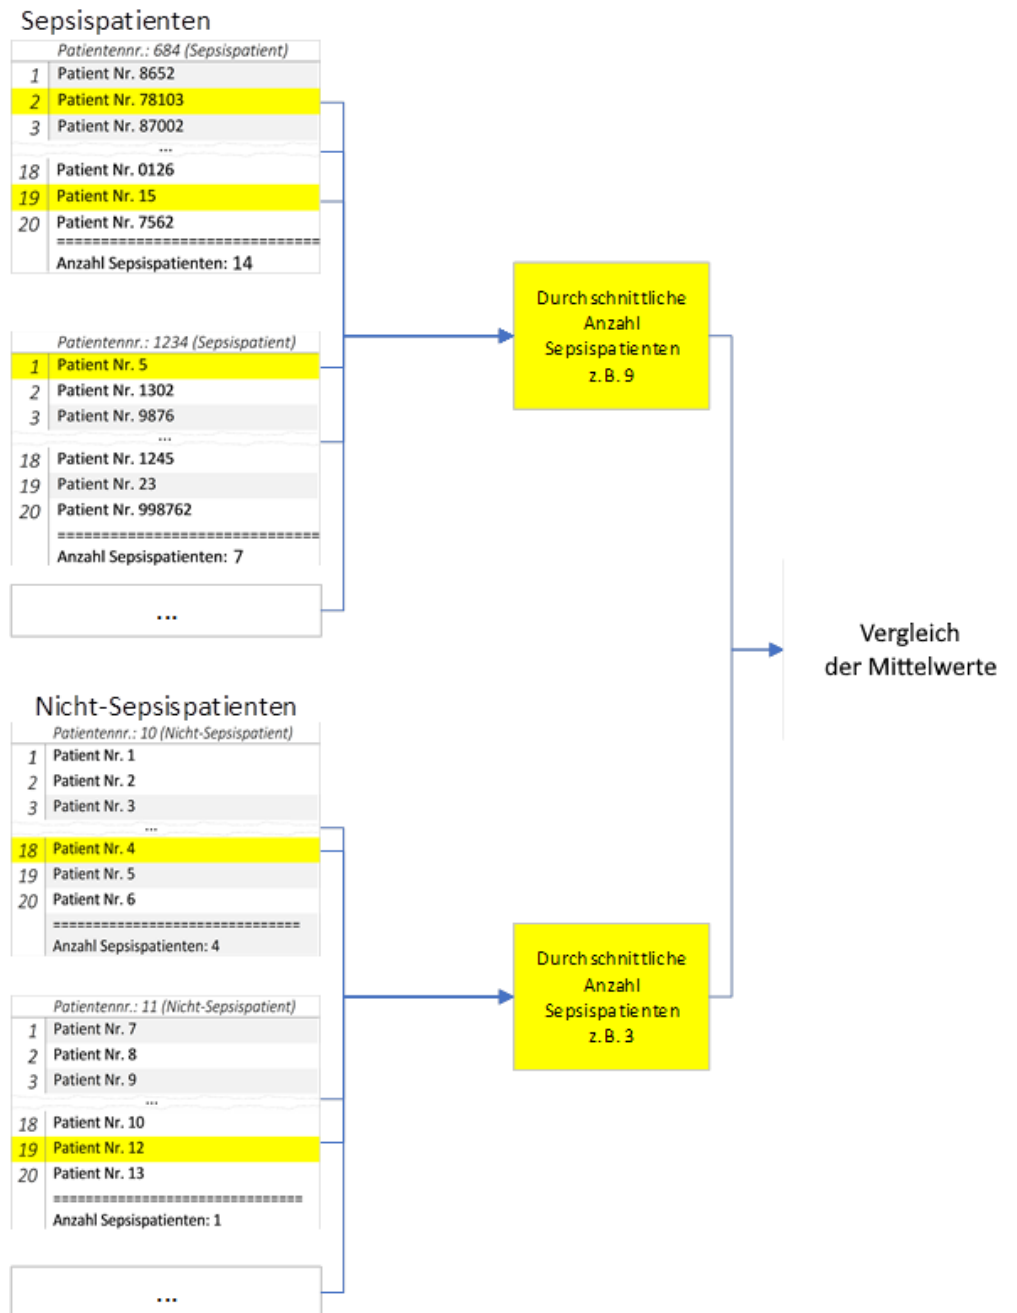 Sepsispatienten
Patientennr.: 684 (Sepsispatient)
1 Patient Nr. 8652
2 Patient Nr. 78103
3 Patient Nr. 87002
...
18 Patient Nr. 0126
19 Patient Nr. 15
20 Patient Nr. 7562
==============================
Anzahl Sepsispatienten: 14
Patientennr.: 1234 (Sepsispatient)
1 Patient Nr. 5
2 Patient Nr. 1302
3 Patient Nr. 9876
...
18 Patient Nr. 1245
19 Patient Nr. 23
20 Patient Nr. 998762
==============================
Anzahl Sepsispatienten: 7
...
Durchschnittliche
Anzahl
Sepsispatienten
z.B. 9
Vergleich
der Mittelwerte
Nicht-Sepsispatienten
Patientennr.: 10 (Nicht-Sepsispatient)
1 Patient Nr. 1
2 Patient Nr. 2
3 Patient Nr. 3
...
18 Patient Nr. 4
19 Patient Nr. 5
20 Patient Nr. 6
==============================
Anzahl Sepsispatienten: 4
Patientennr.: 11 (Nicht-Sepsispatient)
1 Patient Nr. 7
2 Patient Nr. 8
3 Patient Nr. 9
...
18 Patient Nr. 10
19 Patient Nr. 12
20 Patient Nr. 13
==============================
Anzahl Sepsispatienten: 1
...
Durchschnittliche
Anzahl
Sepsispatienten
z.B. 3